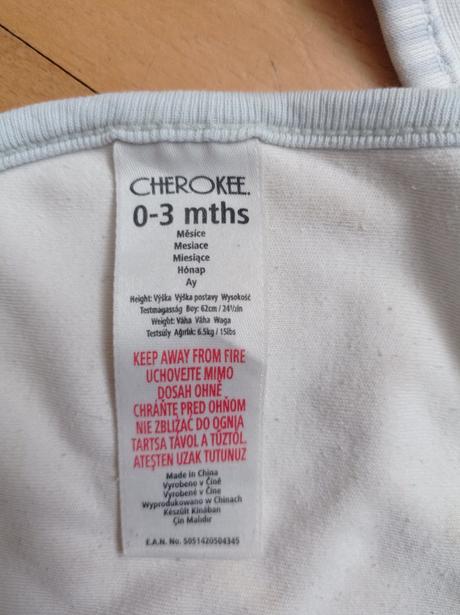 CHEROKEE.
0-3 mths
Měsíce
Mesiace
Miesiące
Hónap
Ay
Height: Výška Výška postavy Wysokość
Testmagasság Boy: 62cm / 24½in
Weight: Váha Váha Waga
Testsúly Ağırlık: 6.5kg / 15lbs
KEEP AWAY FROM FIRE
UCHOVEJTE MIMO
DOSAH OHNĚ
CHRÁŇTE PRED OHŇOM
NIE ZBLIŻAĆ DO OGNIA
TARTSA TÁVOL A TŰZTŐL.
ATEŞTEN UZAK TUTUNUZ
Made in China
Vyrobeno v Číně
Vyrobené v Číne
Wyprodukowano w Chinach
Készült Kínában
Çin Malıdır
E.A.N. No. 5051420504345